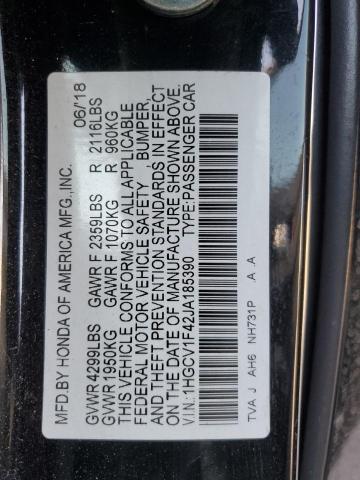 MFD.BY HONDA OF AMERICA MFG.,INC. 06/18
GVWR 4299LBS GAWR F 2359LBS R 2116LBS
GVWR 1950KG GAWR F 1070KG R 960KG
THIS VEHICLE CONFORMS TO ALL APPLICABLE
FEDERAL MOTOR VEHICLE SAFETY , BUMPER,
AND THEFT PREVENTION STANDARDS IN EFFECT
ON THE DATE OF MANUFACTURE SHOWN ABOVE.
V.I.N.:1HGCV1F42JA185390 TYPE:PASSENGER CAR
TVA J AH6 NH731P .A .A